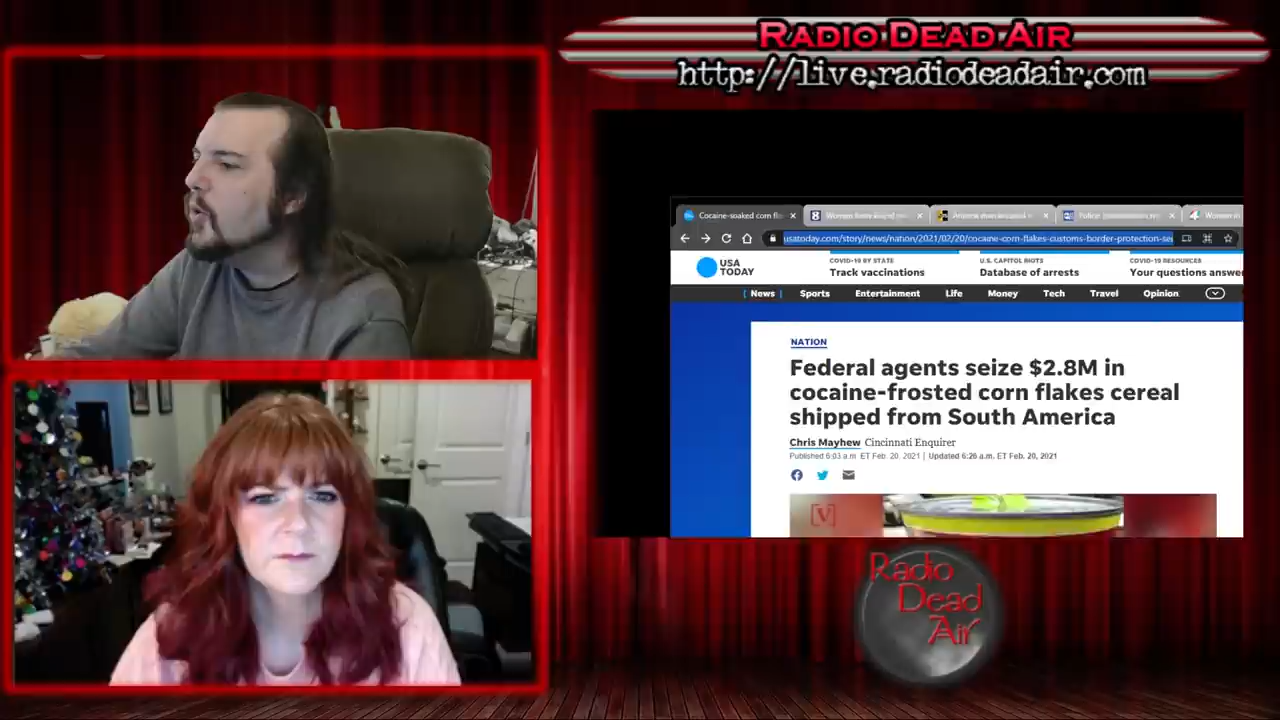 RADIO DEAD AIR
http://live.radiodeadair.com
Cocaine-soaked corn fla
Police
Women in
usatoday.com/story/news/nation/2021/02/20/cocaine-corn-flakes-customs-border-protection-se
USA
TODAY
COVID-19 BY STATE
Track vaccinations
U.S. CAPITOL RIOTS
Database of arrests
COVID-19 RESOURCES
Your questions answe
News
Sports
Entertainment
Life
Money
Tech
Travel
Opinion
NATION
Federal agents seize $2.8M in
cocaine-frosted corn flakes cereal
shipped from South America
Chris Mayhew Cincinnati Enquirer
Published 6:03 a.m. ET Feb. 20, 2021 | Updated 6:26 a.m. ET Feb. 20, 2021
[V]
Radio
Dead
Air